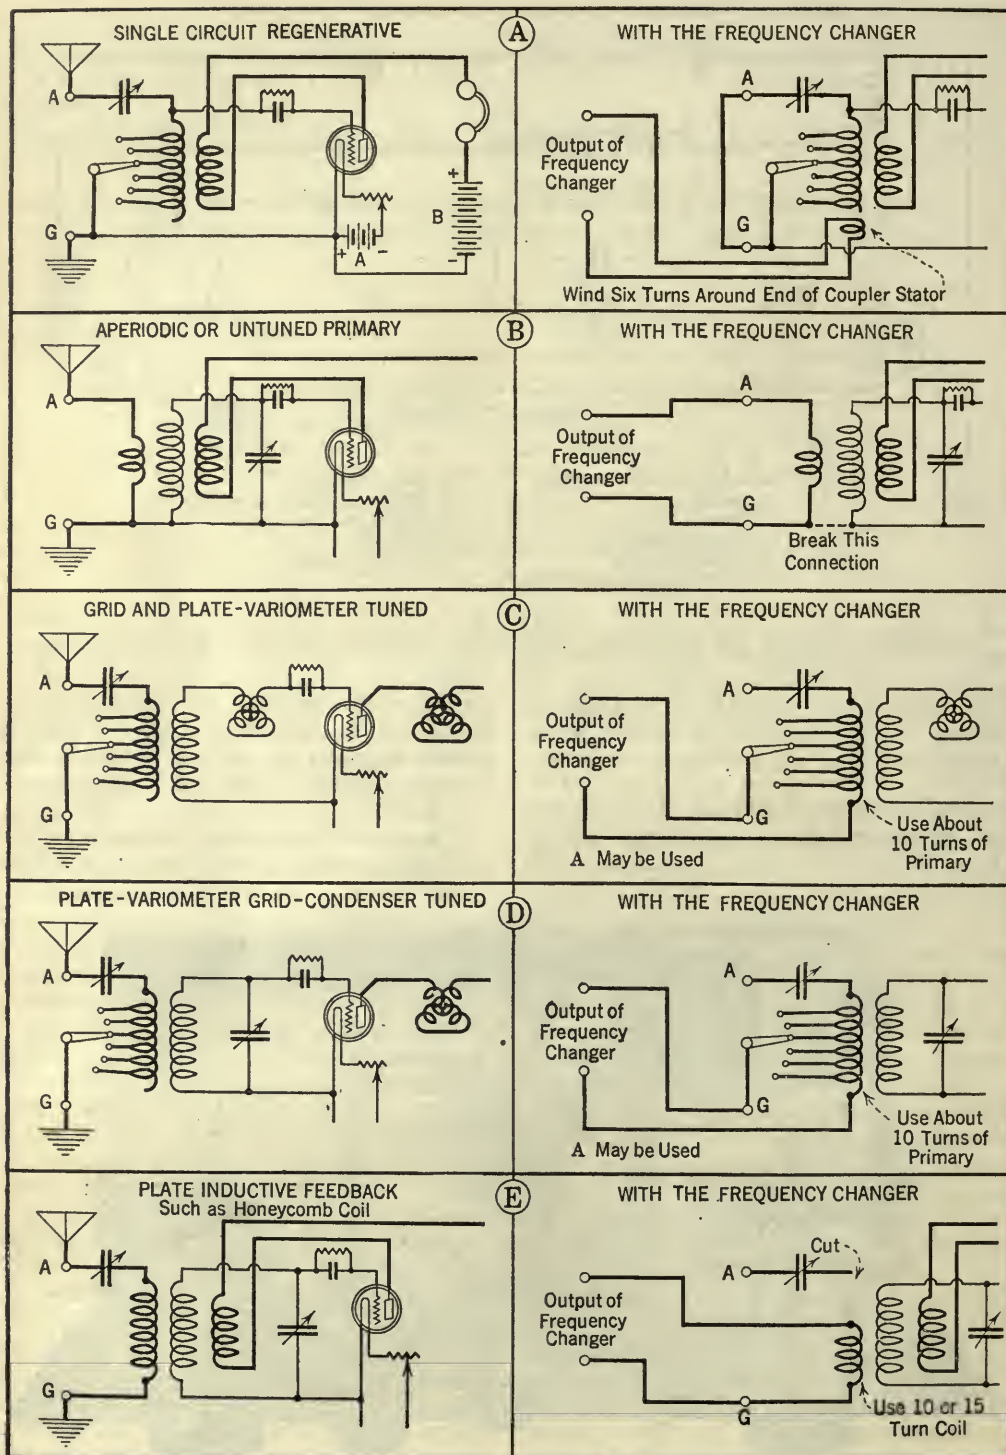 SINGLE CIRCUIT REGENERATIVE
A
WITH THE FREQUENCY CHANGER
A
G
+
B
-
+ A -
A
Output of
Frequency
Changer
G
Wind Six Turns Around End of Coupler Stator
APERIODIC OR UNTUNED PRIMARY
B
WITH THE FREQUENCY CHANGER
A
G
A
Output of
Frequency
Changer
G
Break This
Connection
GRID AND PLATE-VARIOMETER TUNED
C
WITH THE FREQUENCY CHANGER
A
G
A
Output of
Frequency
Changer
G
Use About
10 Turns of
Primary
A May be Used
PLATE-VARIOMETER GRID-CONDENSER TUNED
D
WITH THE FREQUENCY CHANGER
A
G
A
Output of
Frequency
Changer
G
Use About
10 Turns of
Primary
A May be Used
PLATE INDUCTIVE FEEDBACK
Such as Honeycomb Coil
E
WITH THE FREQUENCY CHANGER
A
G
Cut
A
Output of
Frequency
Changer
G
Use 10 or 15
Turn Coil